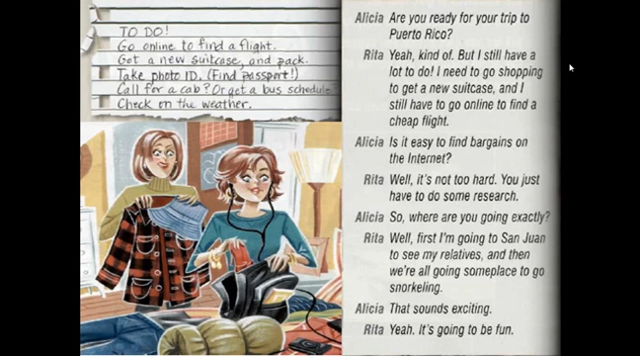 TO DO!
Go online to find a flight.
Get a new suitcase, and pack.
Take photo ID. (Find passport!)
Call for a cab? Or get a bus schedule?
Check on the weather.
Alicia Are you ready for your trip to
Puerto Rico?
Rita Yeah, kind of. But I still have a
lot to do! I need to go shopping
to get a new suitcase, and I
still have to go online to find a
cheap flight.
Alicia Is it easy to find bargains on
the Internet?
Rita Well, it's not too hard. You just
have to do some research.
Alicia So, where are you going exactly?
Rita Well, first I'm going to San Juan
to see my relatives, and then
we're all going someplace to go
snorkeling.
Alicia That sounds exciting.
Rita Yeah. It's going to be fun.